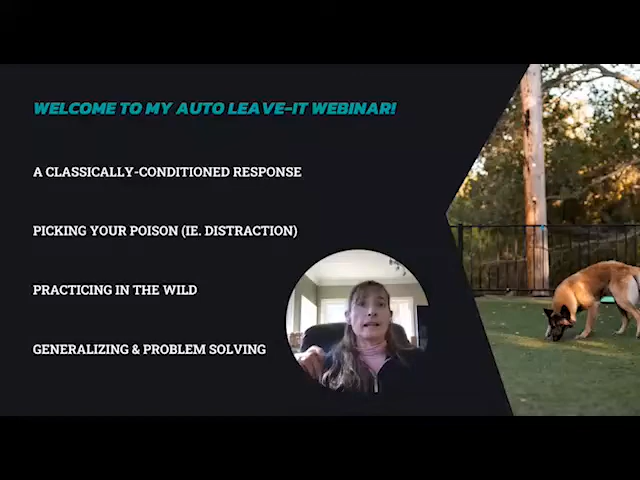 WELCOME TO MY AUTO LEAVE-IT WEBINAR!
A CLASSICALLY-CONDITIONED RESPONSE
PICKING YOUR POISON (IE. DISTRACTION)
PRACTICING IN THE WILD
GENERALIZING & PROBLEM SOLVING